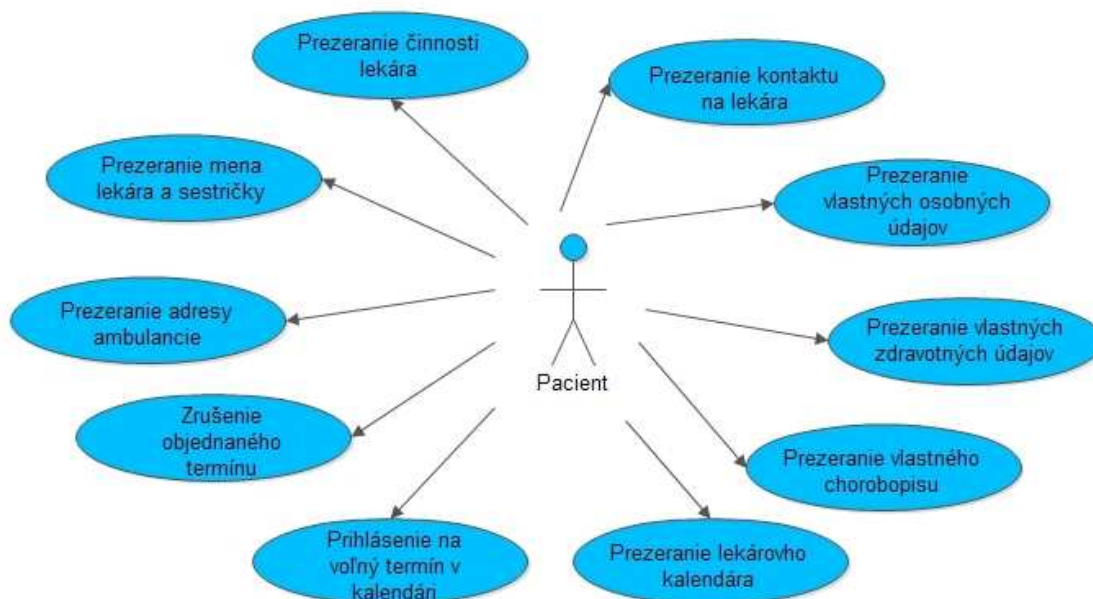 Prezeranie činnosti
lekára
Prezeranie kontaktu
na lekára
Prezeranie mena
lekára a sestričky
Prezeranie
vlastných osobných
údajov
Prezeranie adresy
ambulancie
Prezeranie vlastných
zdravotných údajov
Pacient
Zrušenie
objednaného
termínu
Prezeranie vlastného
chorobopisu
Prihlásenie na
voľný termín v
kalendári
Prezeranie lekárovho
kalendára